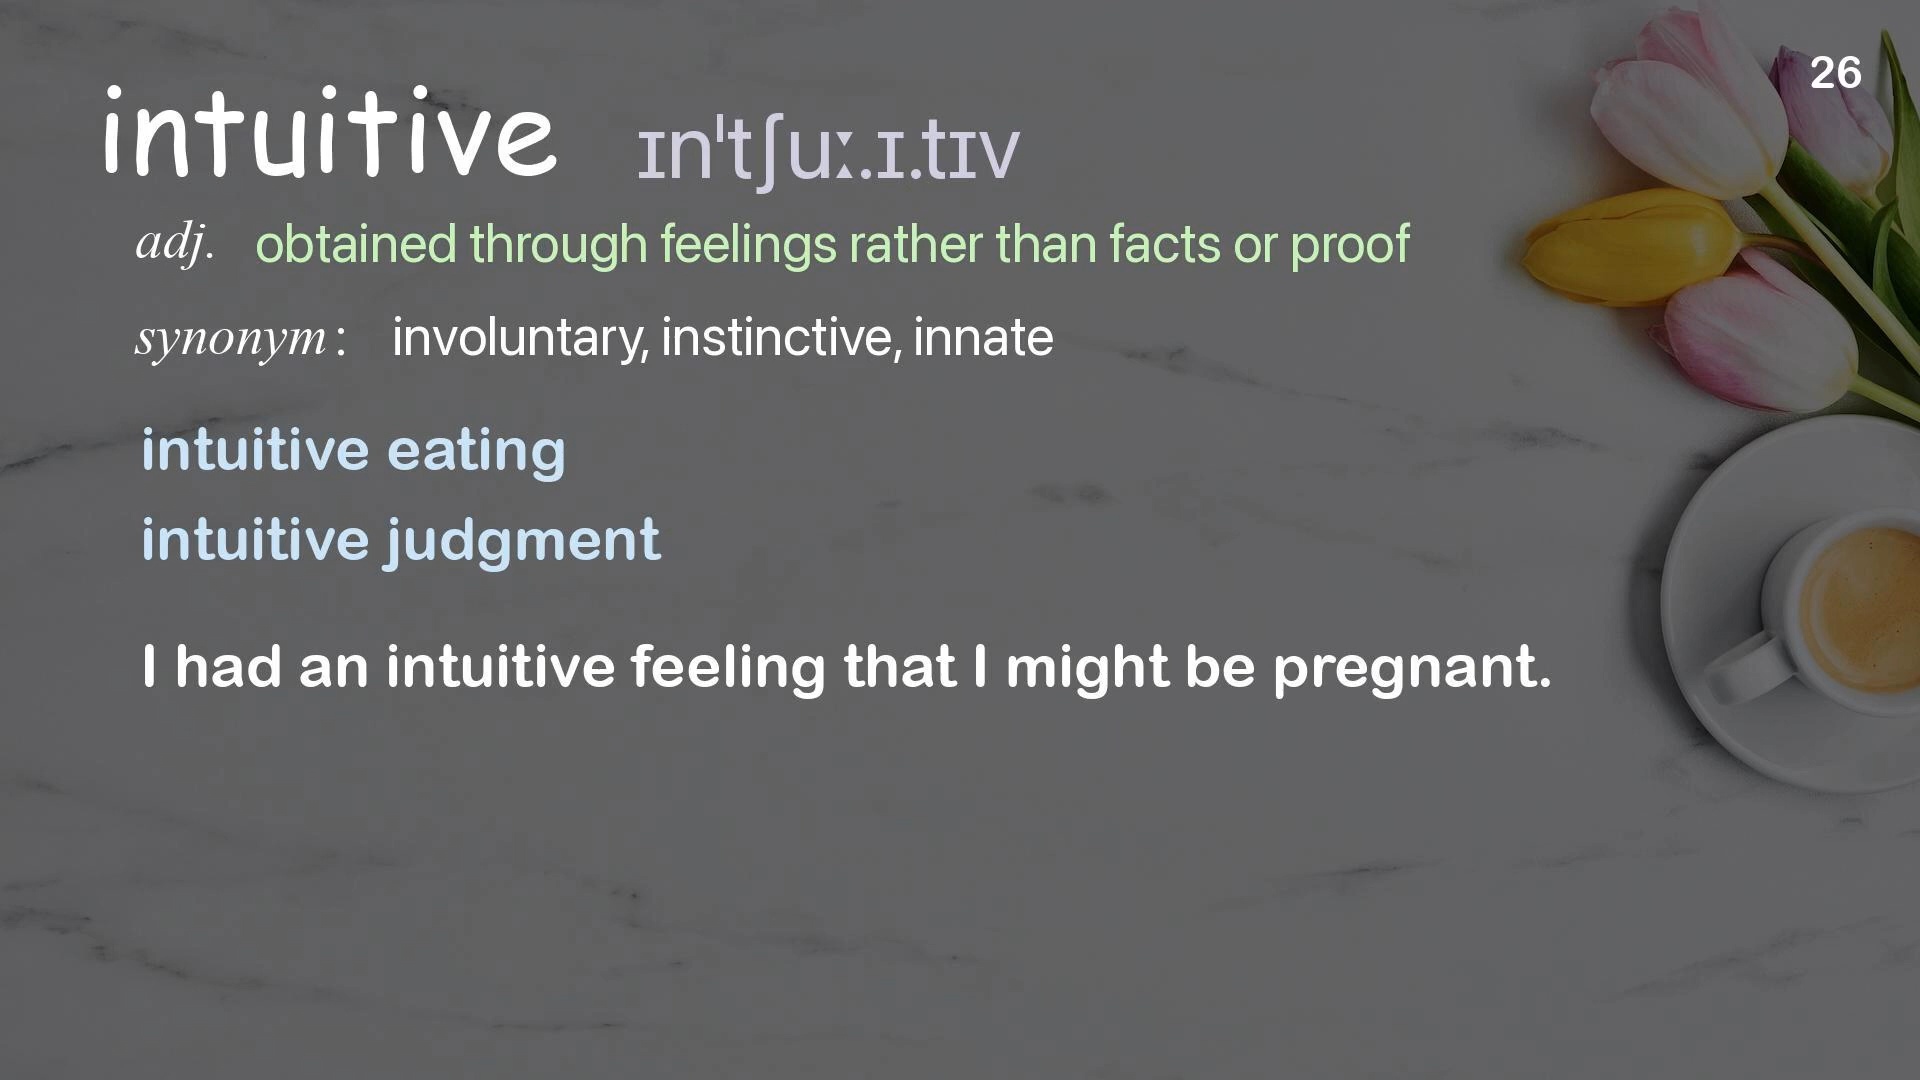 26
intuitive ɪnˈtʃuː.ɪ.tɪv
adj. obtained through feelings rather than facts or proof
synonym : involuntary, instinctive, innate
intuitive eating
intuitive judgment
I had an intuitive feeling that I might be pregnant.